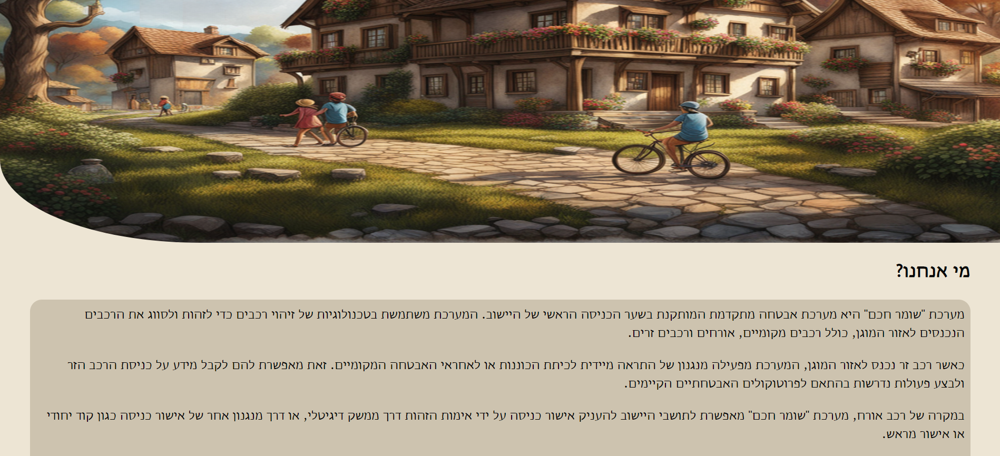 מי אנחנו?
מערכת "שומר חכם" היא מערכת אבטחה מתקדמת המותקנת בשער הכניסה הראשי של היישוב. המערכת משתמשת בטכנולוגיות של זיהוי רכבים כדי לזהות ולסווג את הרכבים
הנכנסים לאזור המוגן, כולל רכבים מקומיים, אורחים ורכבים זרים.
כאשר רכב זר נכנס לאזור המוגן, המערכת מפעילה מנגנון של התראה מיידית לכיתת הכוננות או לאחראי האבטחה המקומיים. זאת מאפשרת להם לקבל מידע על כניסת הרכב הזר
ולבצע פעולות נדרשות בהתאם לפרוטוקולים האבטחתיים הקיימים.
במקרה של רכב אורח, מערכת "שומר חכם" מאפשרת לתושבי היישוב להעניק אישור כניסה על ידי אימות הזהות דרך ממשק דיגיטלי, או דרך מנגנון אחר של אישור כניסה כגון קוד יחודי
או אישור מראש.